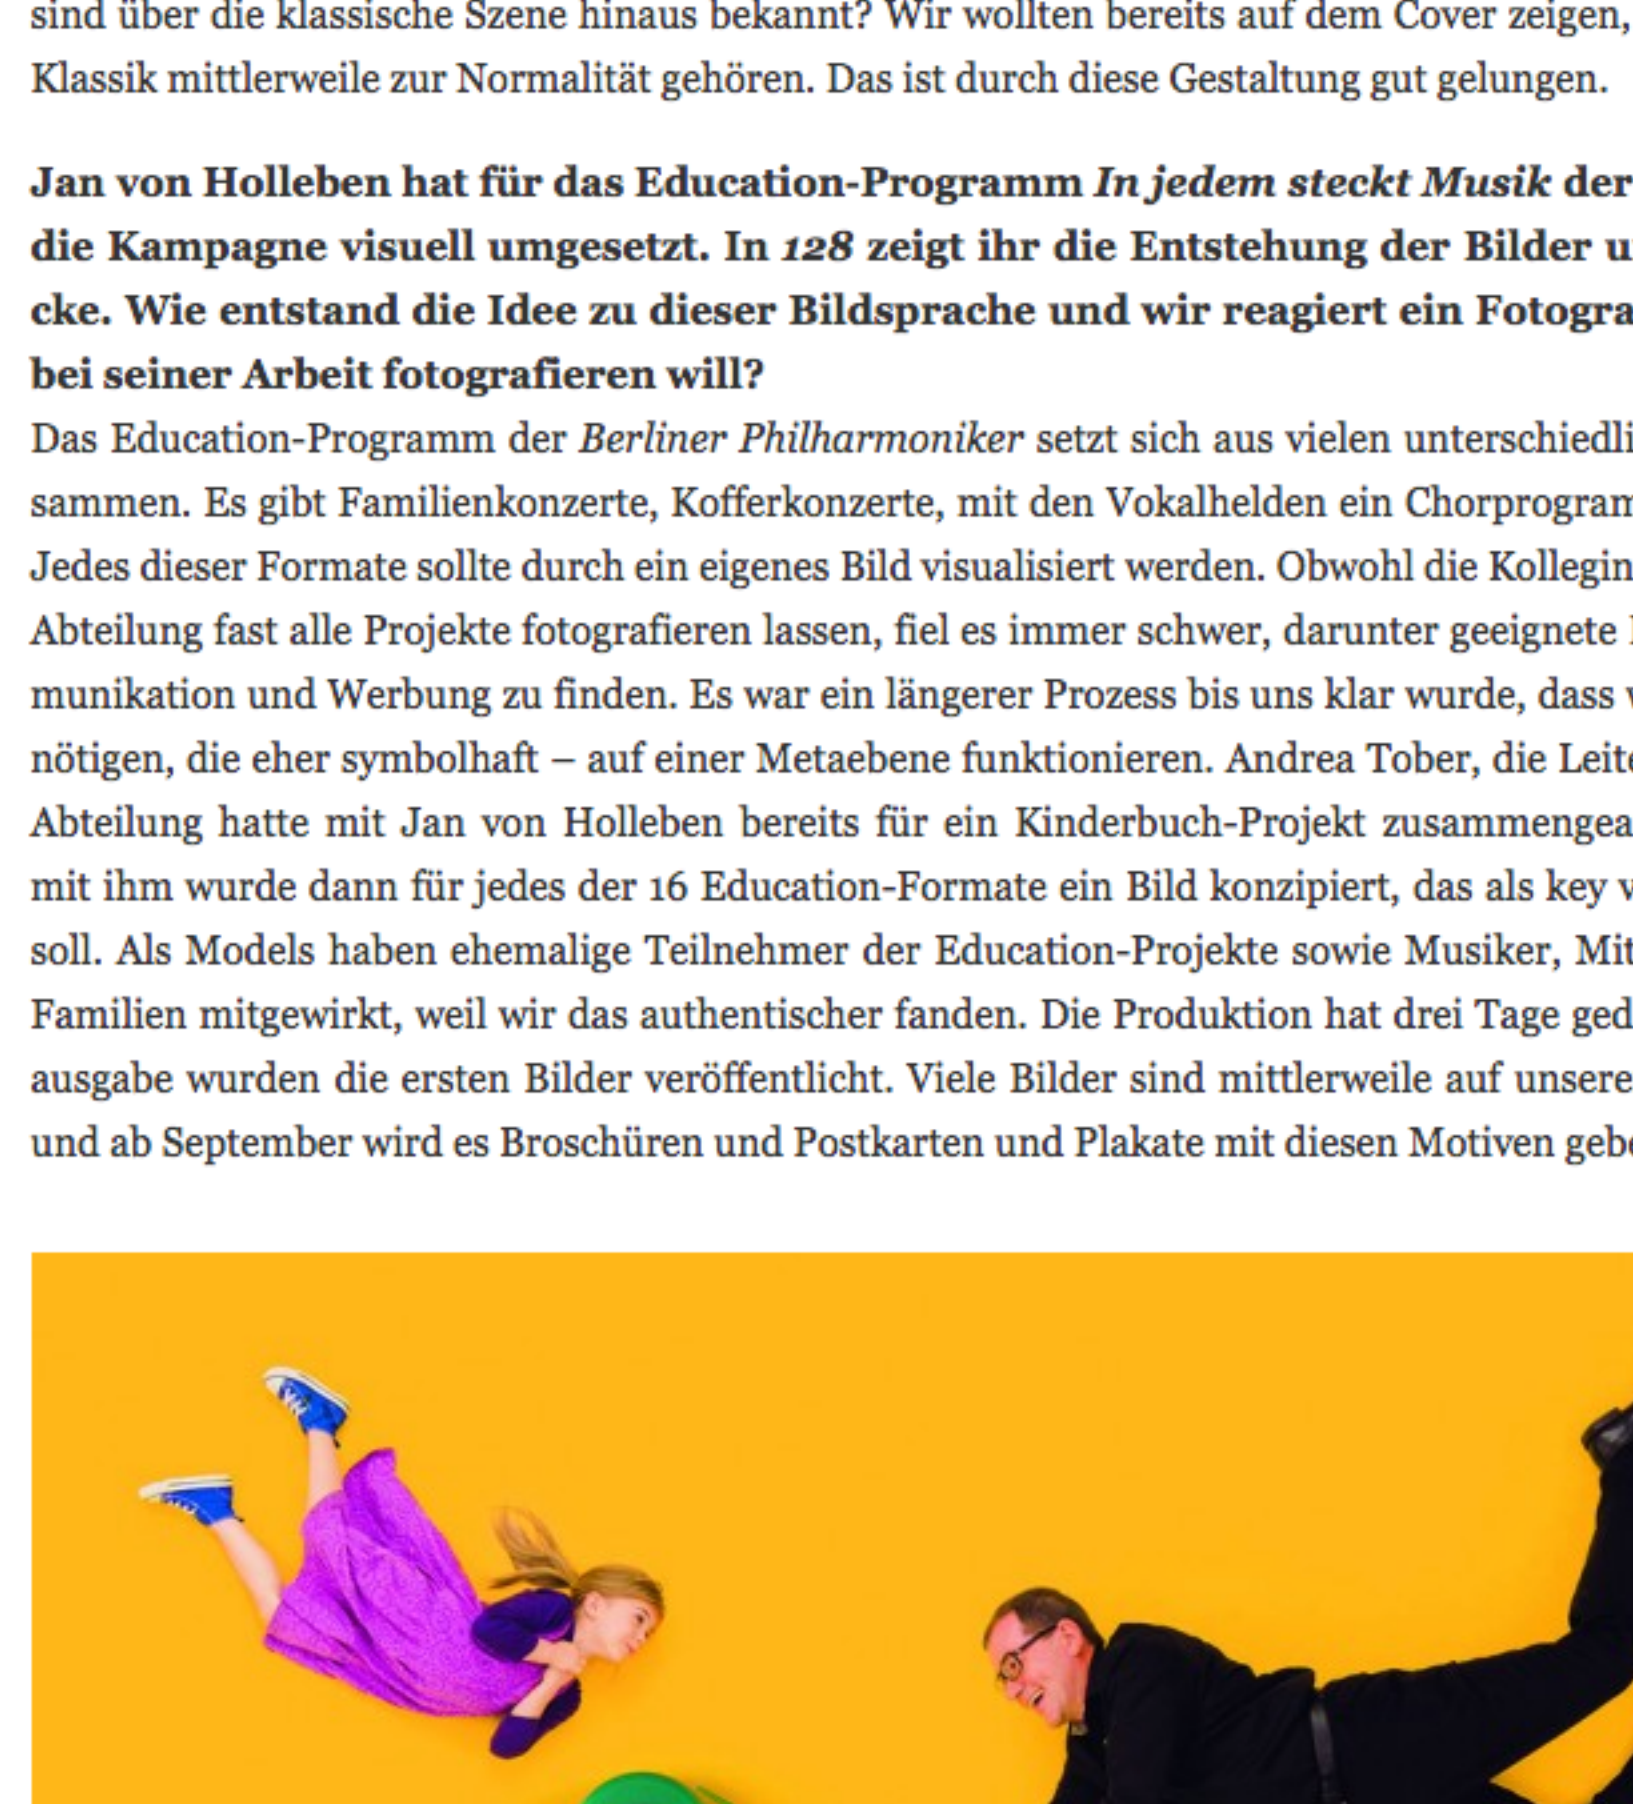 sind über die klassische Szene hinaus bekannt? Wir wollten bereits auf dem Cover zeigen,
Klassik mittlerweile zur Normalität gehören. Das ist durch diese Gestaltung gut gelungen.
Jan von Holleben hat für das Education-Programm In jedem steckt Musik der
die Kampagne visuell umgesetzt. In 128 zeigt ihr die Entstehung der Bilder
cke. Wie entstand die Idee zu dieser Bildsprache und wir reagiert ein Fotogra
bei seiner Arbeit fotografieren will?
Das Education-Programm der Berliner Philharmoniker setzt sich aus vielen unterschiedli
sammen. Es gibt Familienkonzerte, Kofferkonzerte, mit den Vokalhelden ein Chorprogram
Jedes dieser Formate sollte durch ein eigenes Bild visualisiert werden. Obwohl die Kollegin
Abteilung fast alle Projekte fotografieren lassen, fiel es immer schwer, darunter geeignete
munikation und Werbung zu finden. Es war ein längerer Prozess bis uns klar wurde, dass
nötigen, die eher symbolhaft – auf einer Metaebene funktionieren. Andrea Tober, die Leite
Abteilung hatte mit Jan von Holleben bereits für ein Kinderbuch-Projekt zusammengea
mit ihm wurde dann für jedes der 16 Education-Formate ein Bild konzipiert, das als key
soll. Als Models haben ehemalige Teilnehmer der Education-Projekte sowie Musiker, Mit
Familien mitgewirkt, weil wir das authentischer fanden. Die Produktion hat drei Tage ged
ausgabe wurden die ersten Bilder veröffentlicht. Viele Bilder sind mittlerweile auf unsere
und ab September wird es Broschüren und Postkarten und Plakate mit diesen Motiven geb